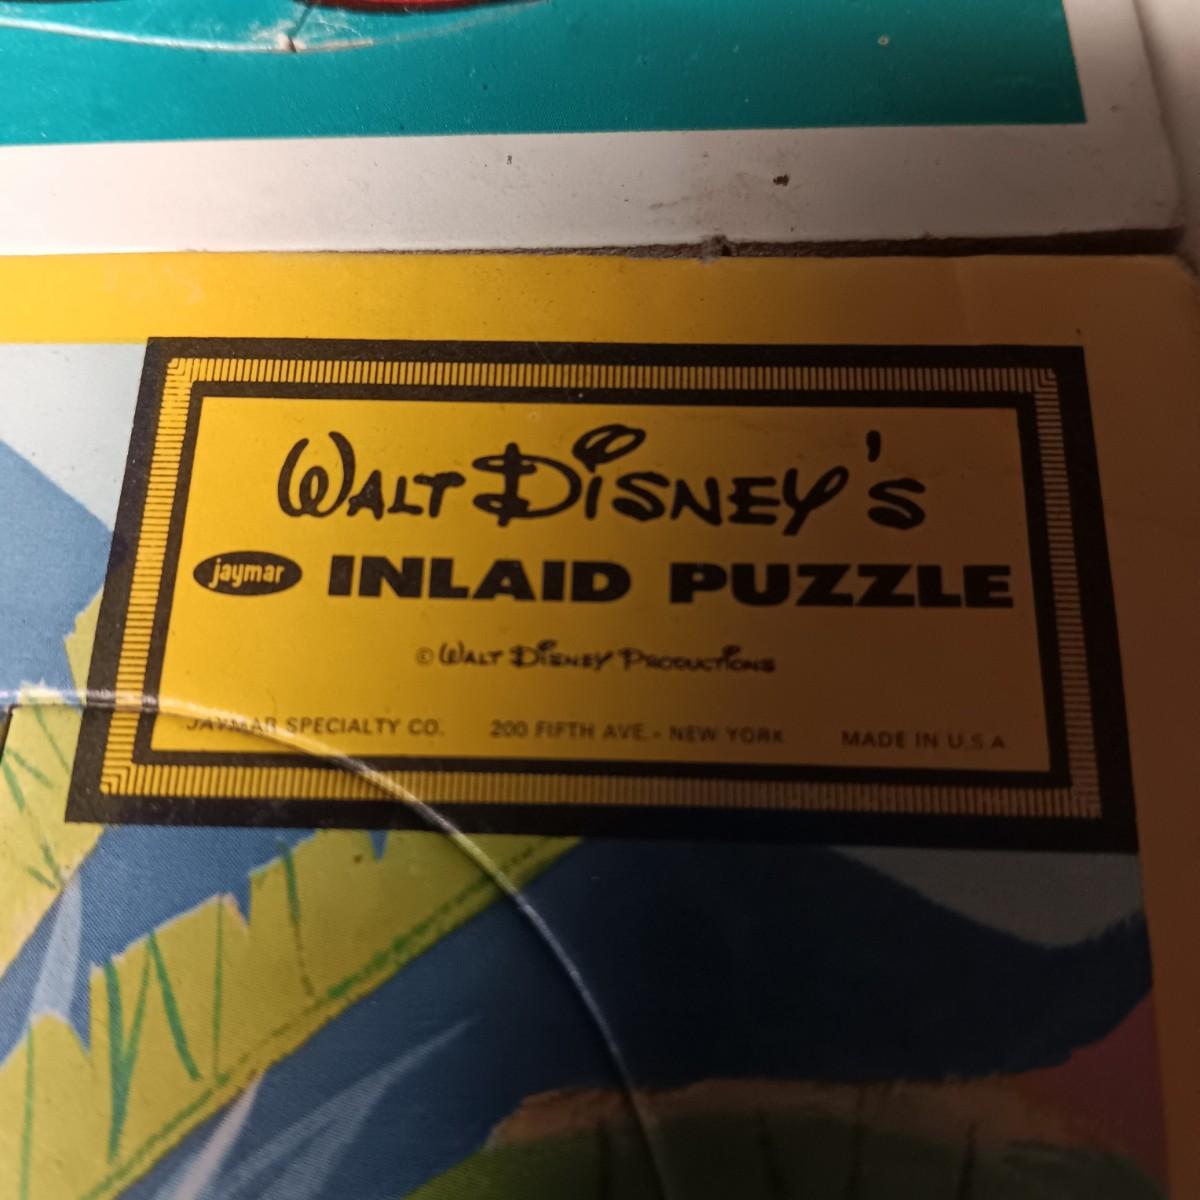 WALT DISNEY'S
jaymar INLAID PUZZLE
© WALT DISNEY PRODUCTIONS
JAYMAR SPECIALTY CO. 200 FIFTH AVE. - NEW YORK MADE IN U.S.A